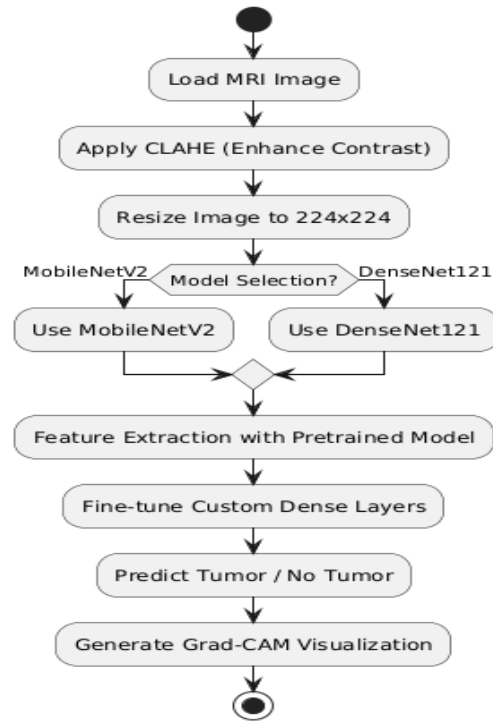 Load MRI Image
Apply CLAHE (Enhance Contrast)
Resize Image to 224x224
MobileNetV2
Model Selection?
DenseNet121
Use MobileNetV2
Use DenseNet121
Feature Extraction with Pretrained Model
Fine-tune Custom Dense Layers
Predict Tumor / No Tumor
Generate Grad-CAM Visualization